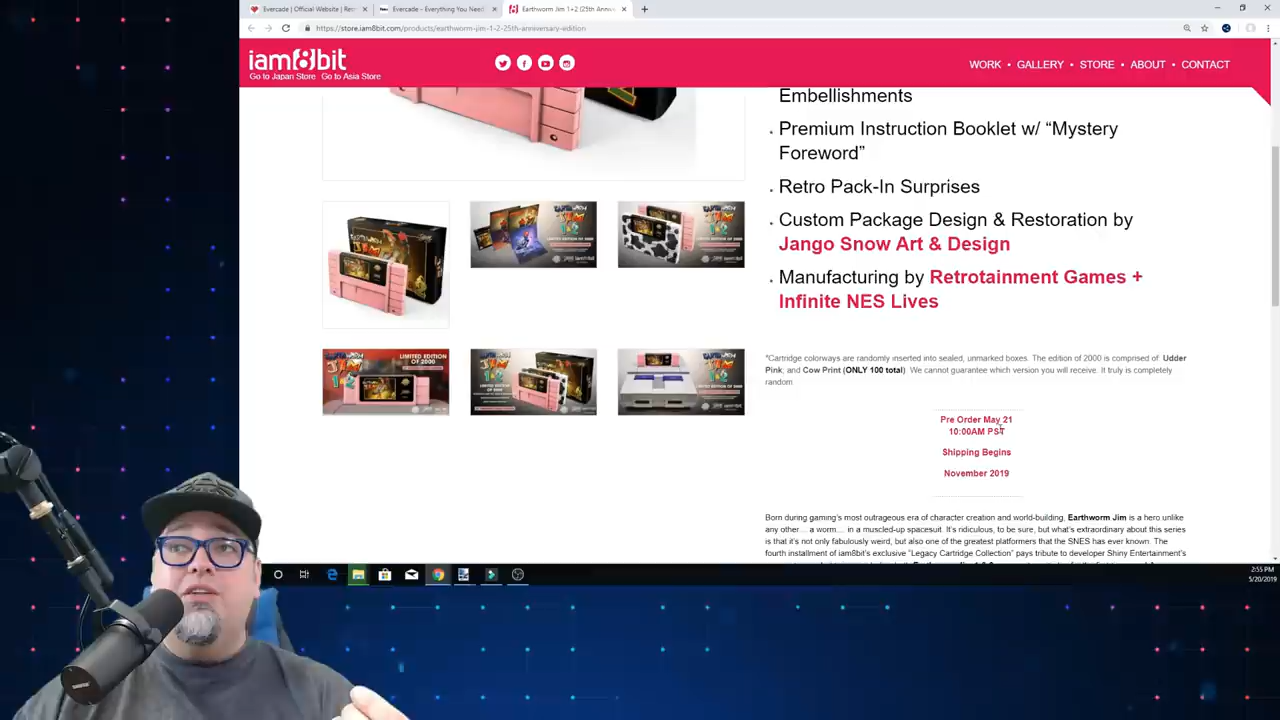 Evercade | Official Website | Ret
Evercade – Everything You Need
Earthworm Jim 1+2 (25th Anniv
https://store.iam8bit.com/products/earthworm-jim-1-2-25th-anniversary-edition
iam8bit
Go to Japan Store Go to Asia Store
WORK • GALLERY • STORE • ABOUT • CONTACT
Embellishments
Premium Instruction Booklet w/ “Mystery
Foreword”
Retro Pack-In Surprises
Custom Package Design & Restoration by
Jango Snow Art & Design
Manufacturing by Retrotainment Games +
Infinite NES Lives
*Cartridge colorways are randomly inserted into sealed, unmarked boxes. The edition of 2000 is comprised of: Udder
Pink; and Cow Print (ONLY 100 total). We cannot guarantee which version you will receive. It truly is completely
random.
Pre Order May 21
10:00AM PST
Shipping Begins
November 2019
Born during gaming's most outrageous era of character creation and world-building, Earthworm Jim is a hero unlike
any other… a worm… in a muscled-up spacesuit. It's ridiculous, to be sure, but what's extraordinary about this series
is that it's not only fabulously weird, but also one of the greatest platformers that the SNES has ever known. The
fourth installment of iam8bit's exclusive "Legacy Cartridge Collection" pays tribute to developer Shiny Entertainment's
LIMITED EDITION
OF 2000
2:55 PM
5/20/2019